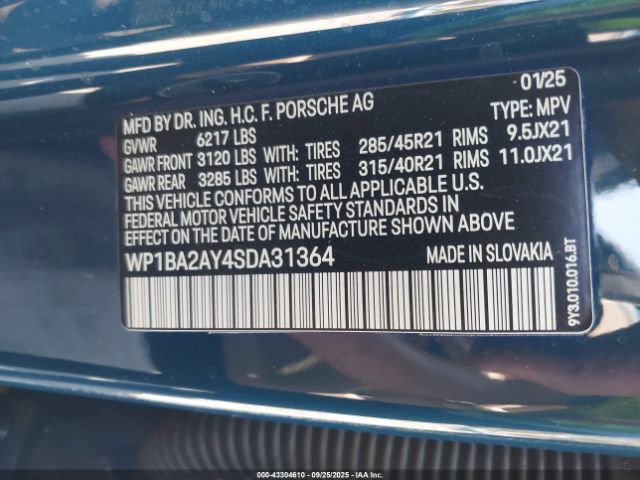 01/25
MFD BY DR. ING. H.C. F. PORSCHE AG
TYPE: MPV
GVWR 6217 LBS
GAWR FRONT 3120 LBS WITH: TIRES 285/45R21 RIMS 9.5JX21
GAWR REAR 3285 LBS WITH: TIRES 315/40R21 RIMS 11.0JX21
THIS VEHICLE CONFORMS TO ALL APPLICABLE U.S.
FEDERAL MOTOR VEHICLE SAFETY STANDARDS IN
EFFECT ON THE DATE OF MANUFACTURE SHOWN ABOVE
WP1BA2AY4SDA31364 MADE IN SLOVAKIA
9Y3.010.016.BT
000-43304610 - 09/25/2025 - IAA Inc.